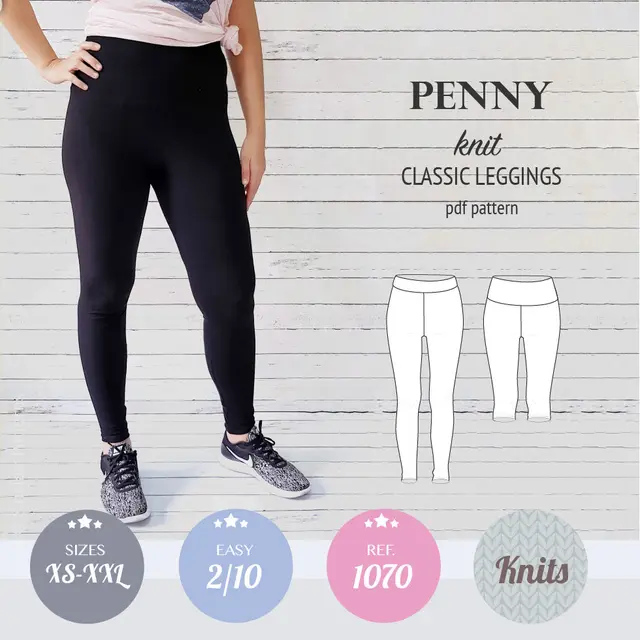 PENNY
knit
CLASSIC LEGGINGS
pdf pattern
SIZES
XS-XXL
EASY
2/10
REF.
1070
Knits